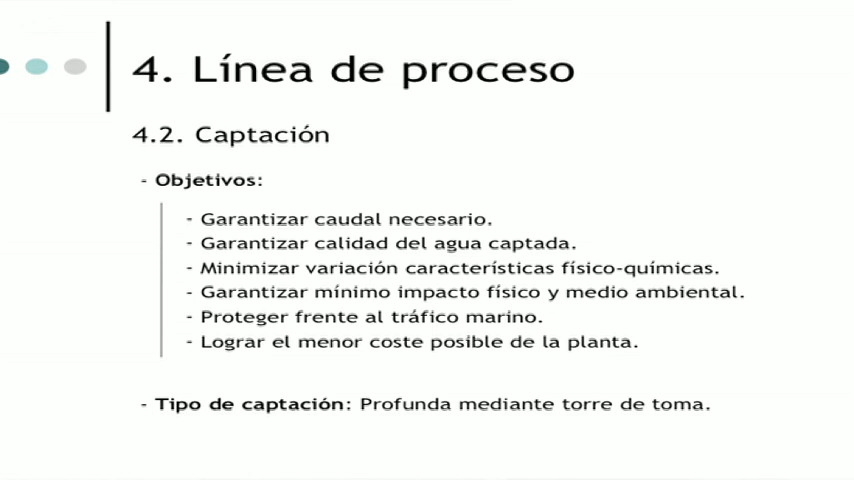 4. Línea de proceso
4.2. Captación
- Objetivos:
- Garantizar caudal necesario.
- Garantizar calidad del agua captada.
- Minimizar variación características físico-químicas.
- Garantizar mínimo impacto físico y medio ambiental.
- Proteger frente al tráfico marino.
- Lograr el menor coste posible de la planta.
- Tipo de captación: Profunda mediante torre de toma.